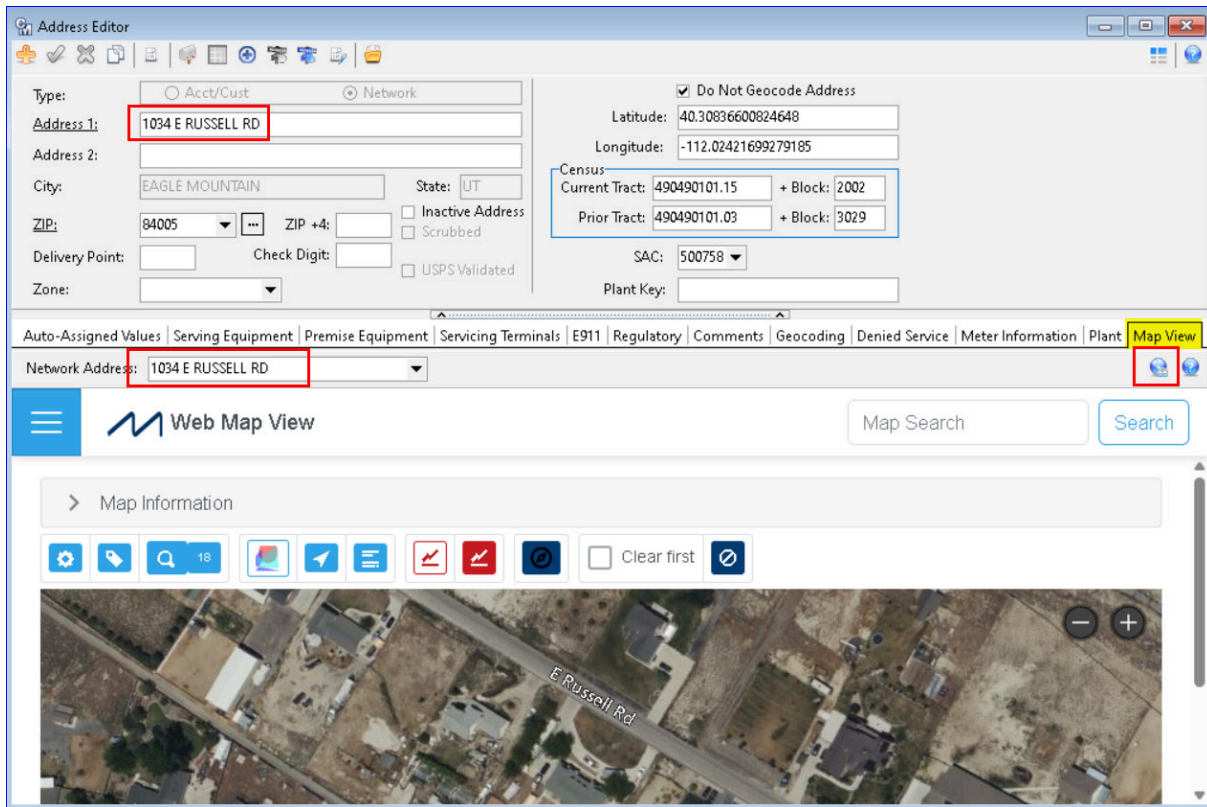 Address Editor
Type: Acct/Cust Network
Address 1: 1034 E RUSSELL RD
Address 2:
City: EAGLE MOUNTAIN State: UT
ZIP: 84005 ... ZIP +4: Inactive Address
Scrubbed
Delivery Point: Check Digit: USPS Validated
Zone:
Do Not Geocode Address
Latitude: 40.30836600824648
Longitude: -112.02421699279185
Census
Current Tract: 490490101.15 + Block: 2002
Prior Tract: 490490101.03 + Block: 3029
SAC: 500758
Plant Key:
Auto-Assigned Values Serving Equipment Premise Equipment Servicing Terminals E911 Regulatory Comments Geocoding Denied Service Meter Information Plant Map View
Network Address: 1034 E RUSSELL RD
Web Map View Map Search Search
Map Information
18 Clear first
E Russell Rd